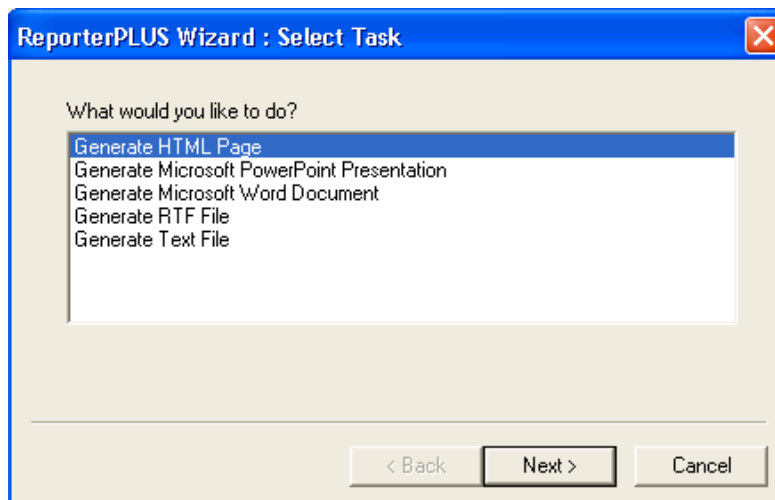 ReporterPLUS Wizard : Select Task
What would you like to do?
Generate HTML Page
Generate Microsoft PowerPoint Presentation
Generate Microsoft Word Document
Generate RTF File
Generate Text File
< Back Next > Cancel